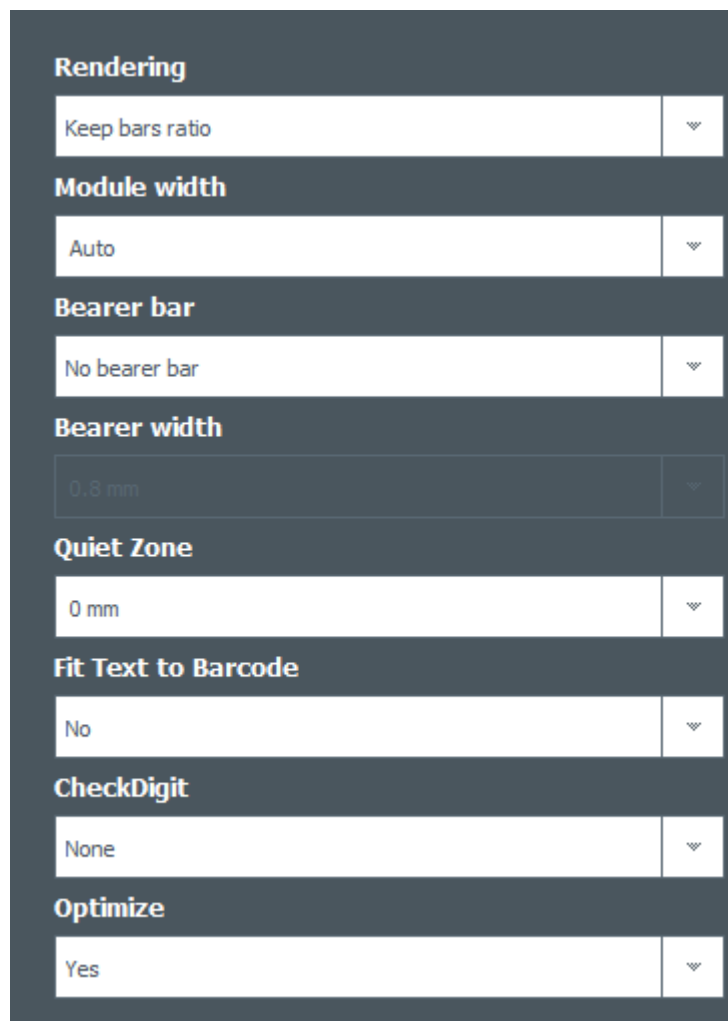 Rendering
Keep bars ratio
Module width
Auto
Bearer bar
No bearer bar
Bearer width
0.8 mm
Quiet Zone
0 mm
Fit Text to Barcode
No
CheckDigit
None
Optimize
Yes